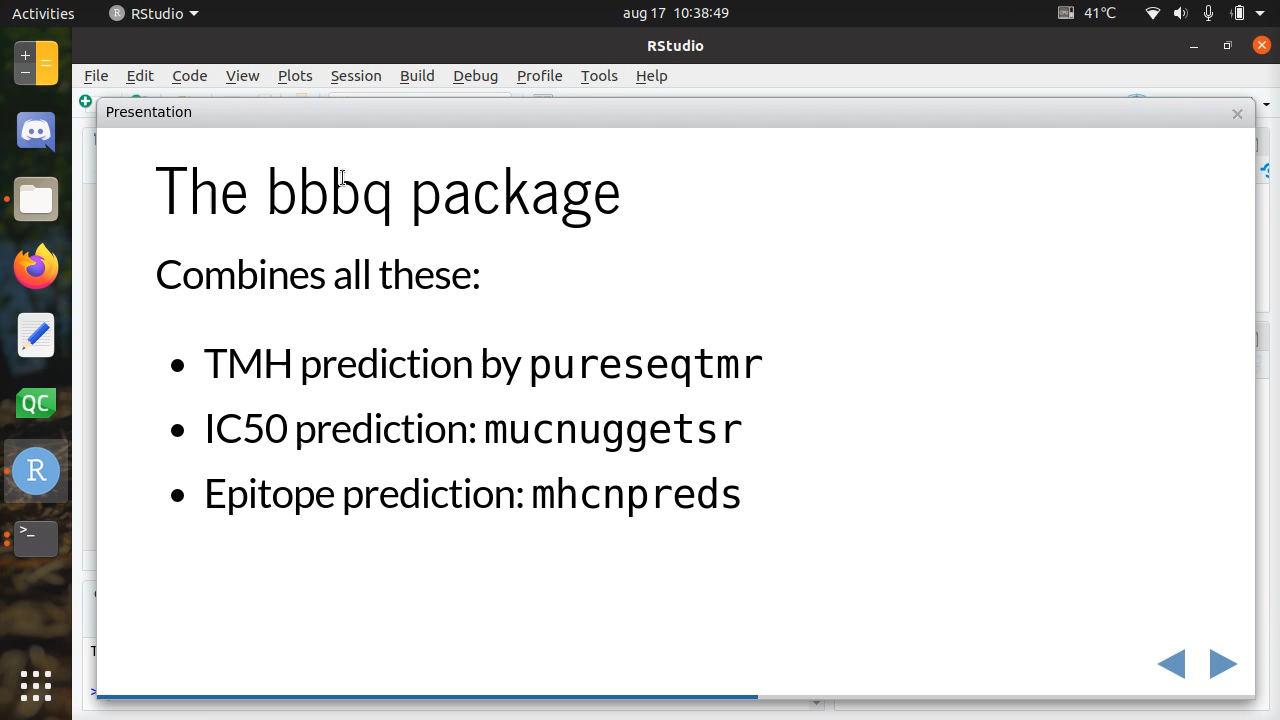 Activities
RStudio
aug 17 10:38:49
41°C
RStudio
File Edit Code View Plots Session Build Debug Profile Tools Help
Presentation
The bbbq package
Combines all these:
• TMH prediction by pureseqtmr
• IC50 prediction: mucnuggetsr
• Epitope prediction: mhcnpreds
QC
R
>_